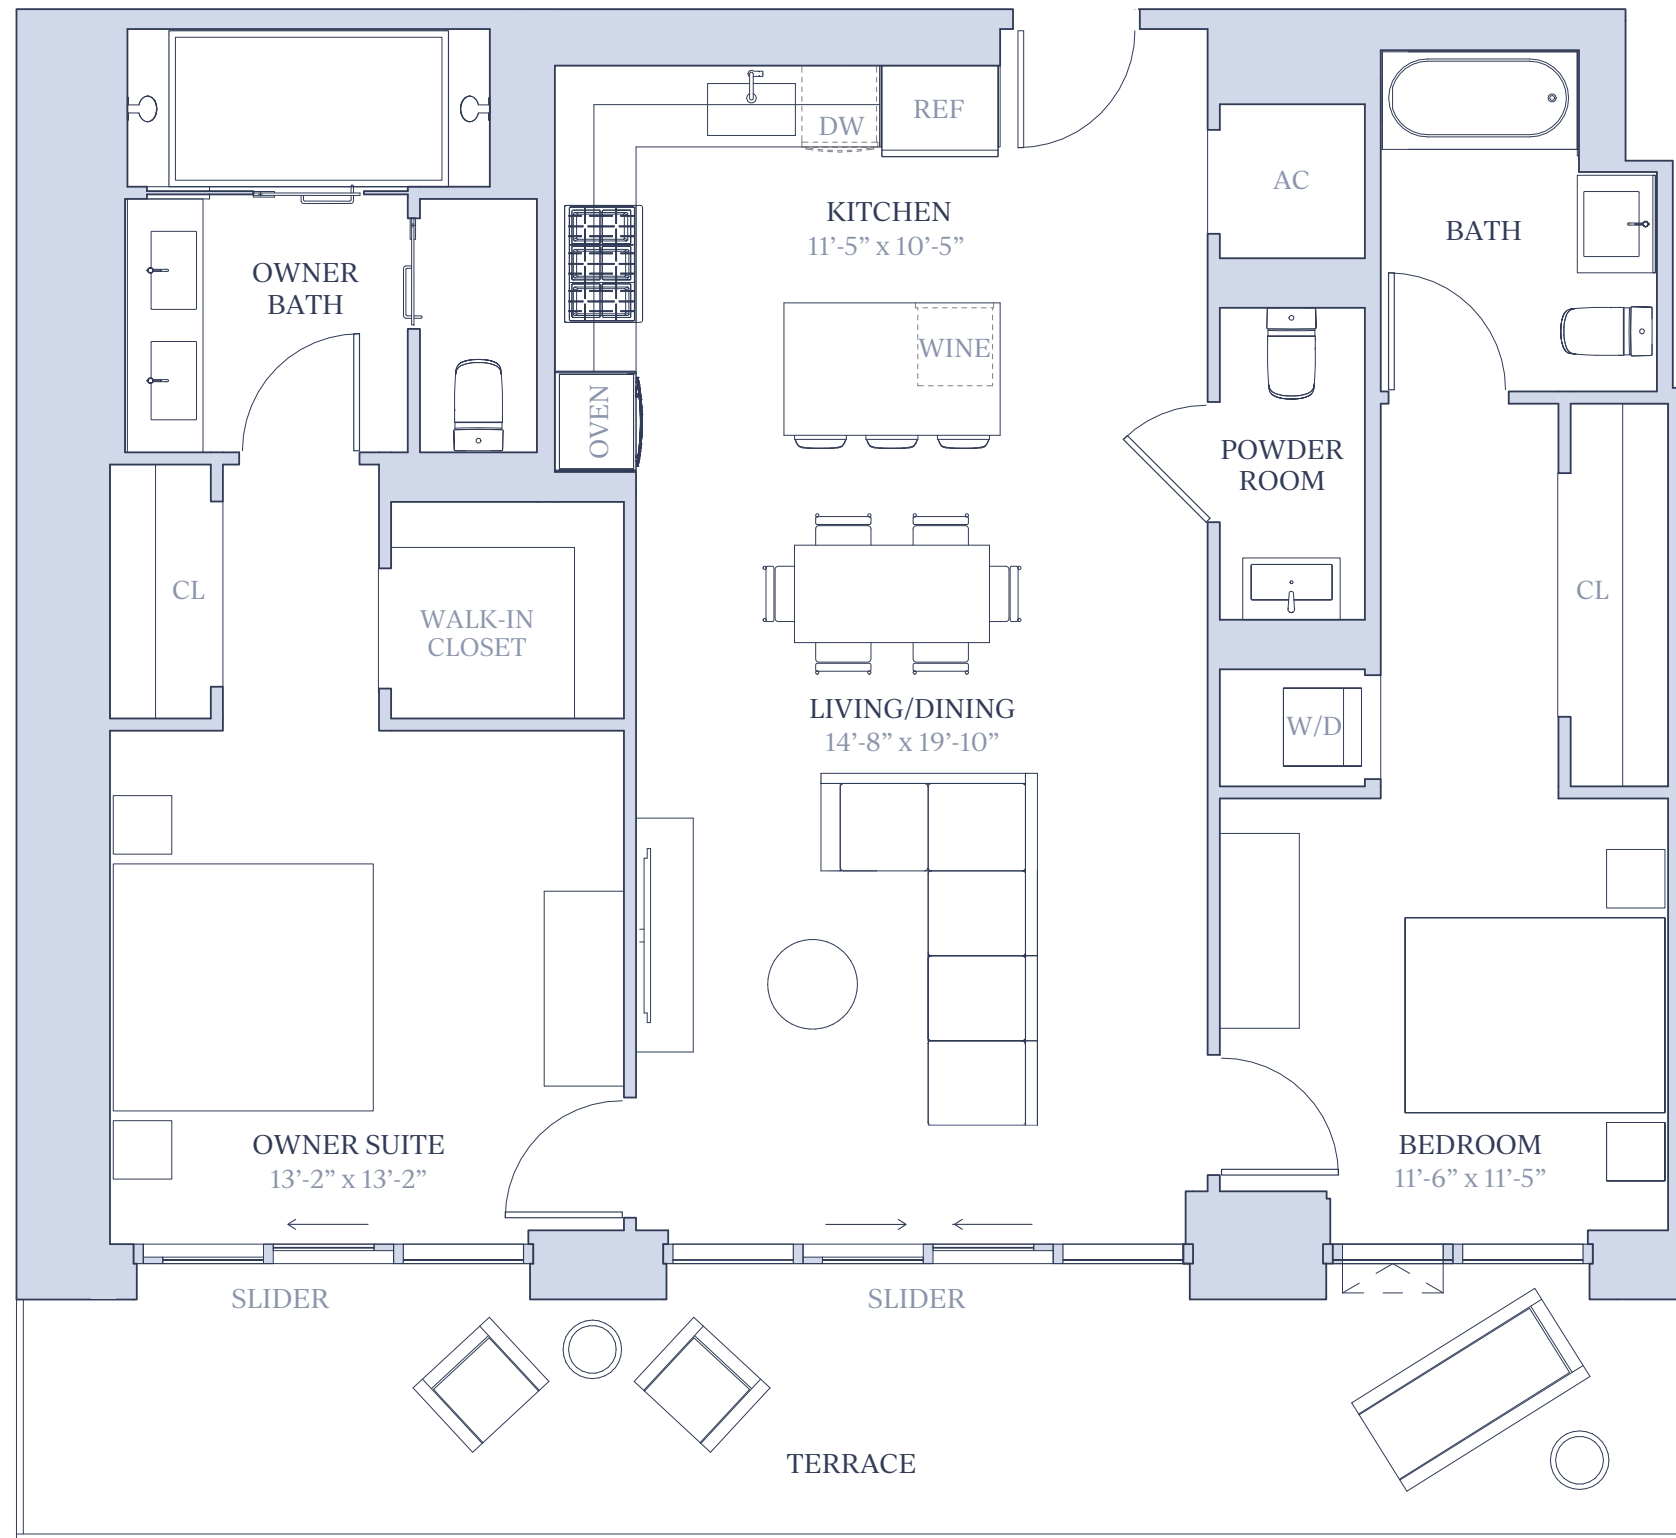 REF
DW
AC
KITCHEN
11’-5” x 10’-5”
BATH
OWNER
BATH
WINE
OVEN
POWDER
ROOM
CL
WALK-IN
CLOSET
CL
LIVING/DINING
14’-8” x 19’-10”
W/D
OWNER SUITE
13’-2” x 13’-2”
BEDROOM
11’-6” x 11’-5”
SLIDER
SLIDER
TERRACE